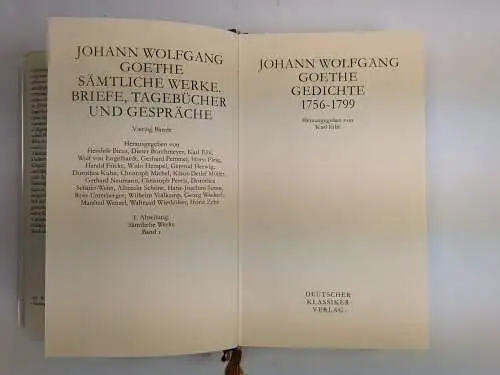 JOHANN WOLFGANG
GOETHE
SÄMTLICHE WERKE.
BRIEFE, TAGEBÜCHER
UND GESPRÄCHE
Vierzig Bände
Herausgegeben von
Hendrik Birus, Dieter Borchmeyer, Karl Eibl,
Wolf von Engelhardt, Gerhard Femmel, Horst Fleig,
Harald Fricke, Wido Hempel, Gertrud Herwig,
Dorothea Kuhn, Christoph Michel, Klaus-Detlef Müller,
Gerhard Neumann, Christoph Perels, Dorothea
Schäfer-Weiss, Albrecht Schöne, Hans-Joachim
Rose Unterberger, Wilhelm Voßkamp, Georg Wackerl,
Manfred Wenzel, Waltraud Wiethölter, Horst Zehe
I. Abteilung:
Sämtliche Werke
Band 1
JOHANN WOLFGANG
GOETHE
GEDICHTE
1756-1799
Herausgegeben von
Karl Eibl
DEUTSCHER
KLASSIKER
VERLAG